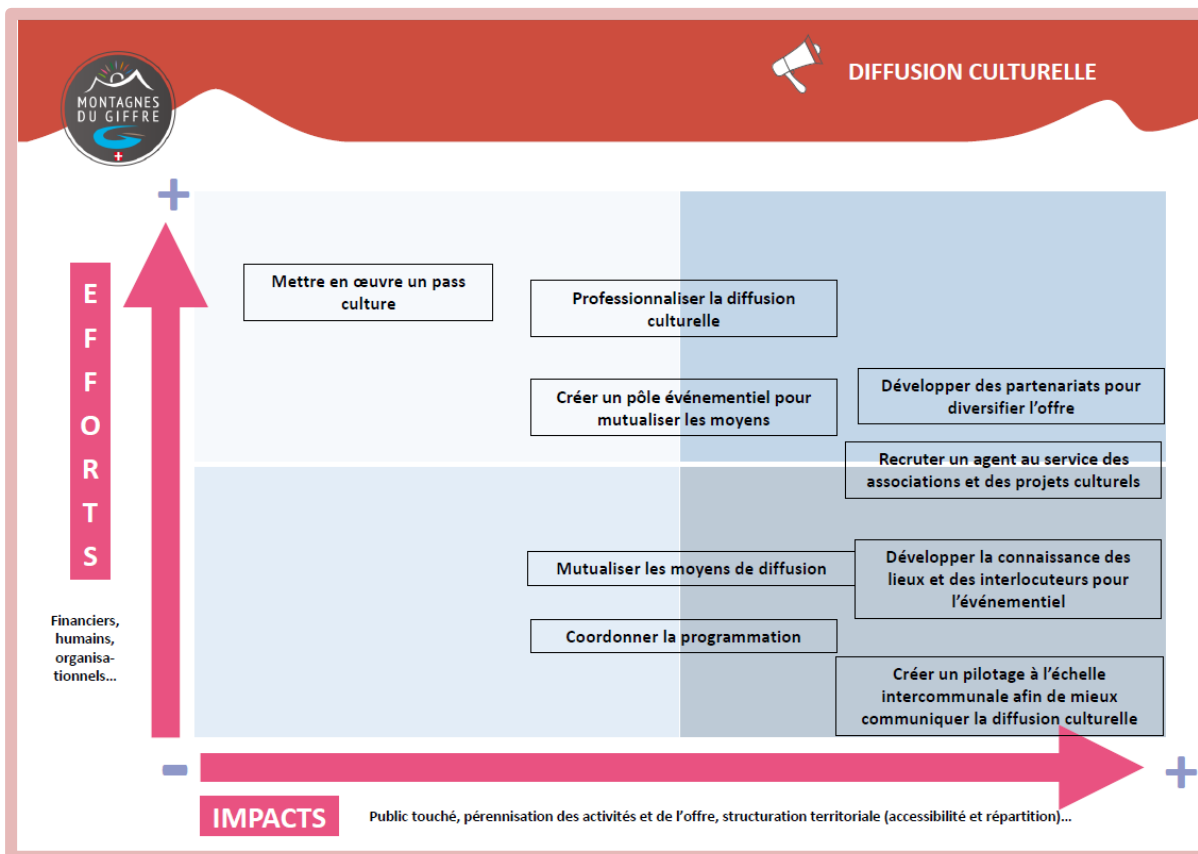 MONTAGNES
DU GIFFRE
DIFFUSION CULTURELLE
+
EFFORTS
Financiers,
humains,
organisa-
tionnels...
Mettre en œuvre un pass
culture
Professionnaliser la diffusion
culturelle
Créer un pôle événementiel pour
mutualiser les moyens
Développer des partenariats pour
diversifier l’offre
Recruter un agent au service des
associations et des projets culturels
Mutualiser les moyens de diffusion
Développer la connaissance des
lieux et des interlocuteurs pour
l’événementiel
Coordonner la programmation
Créer un pilotage à l’échelle
intercommunale afin de mieux
communiquer la diffusion culturelle
-
+
IMPACTS
Public touché, pérennisation des activités et de l’offre, structuration territoriale (accessibilité et répartition)...